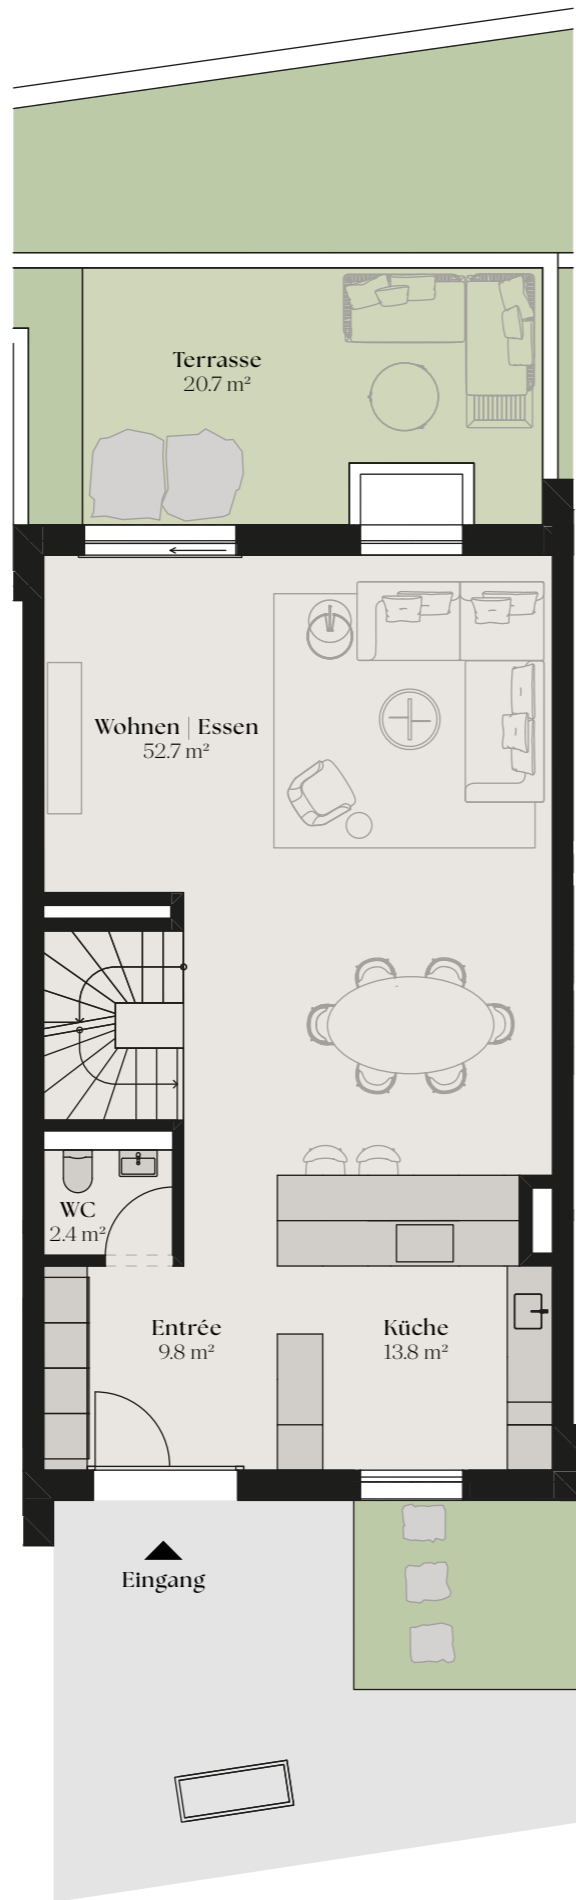 Terrasse
20.7 m²
Wohnen | Essen
52.7 m²
WC
2.4 m²
Entrée
9.8 m²
Küche
13.8 m²
Eingang